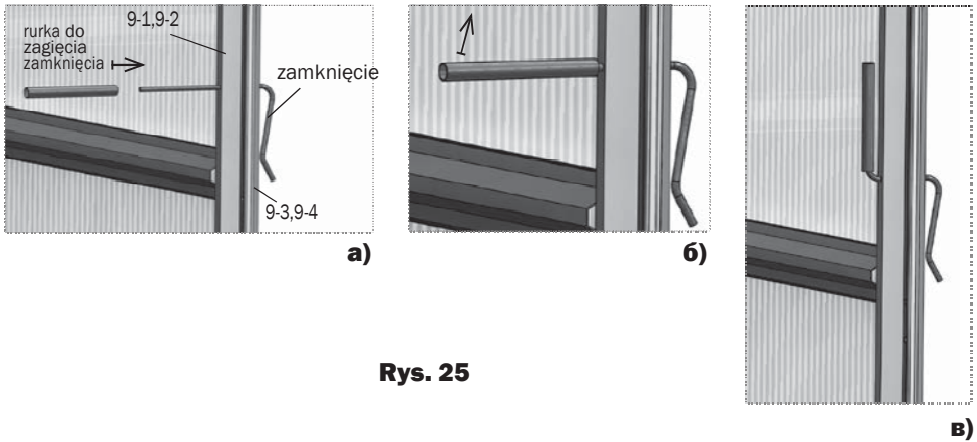 9-1,9-2
rurka do
zagięcia
zamknięcia
zamknięcie
9-3,9-4
а)
б)
в)
Rys. 25